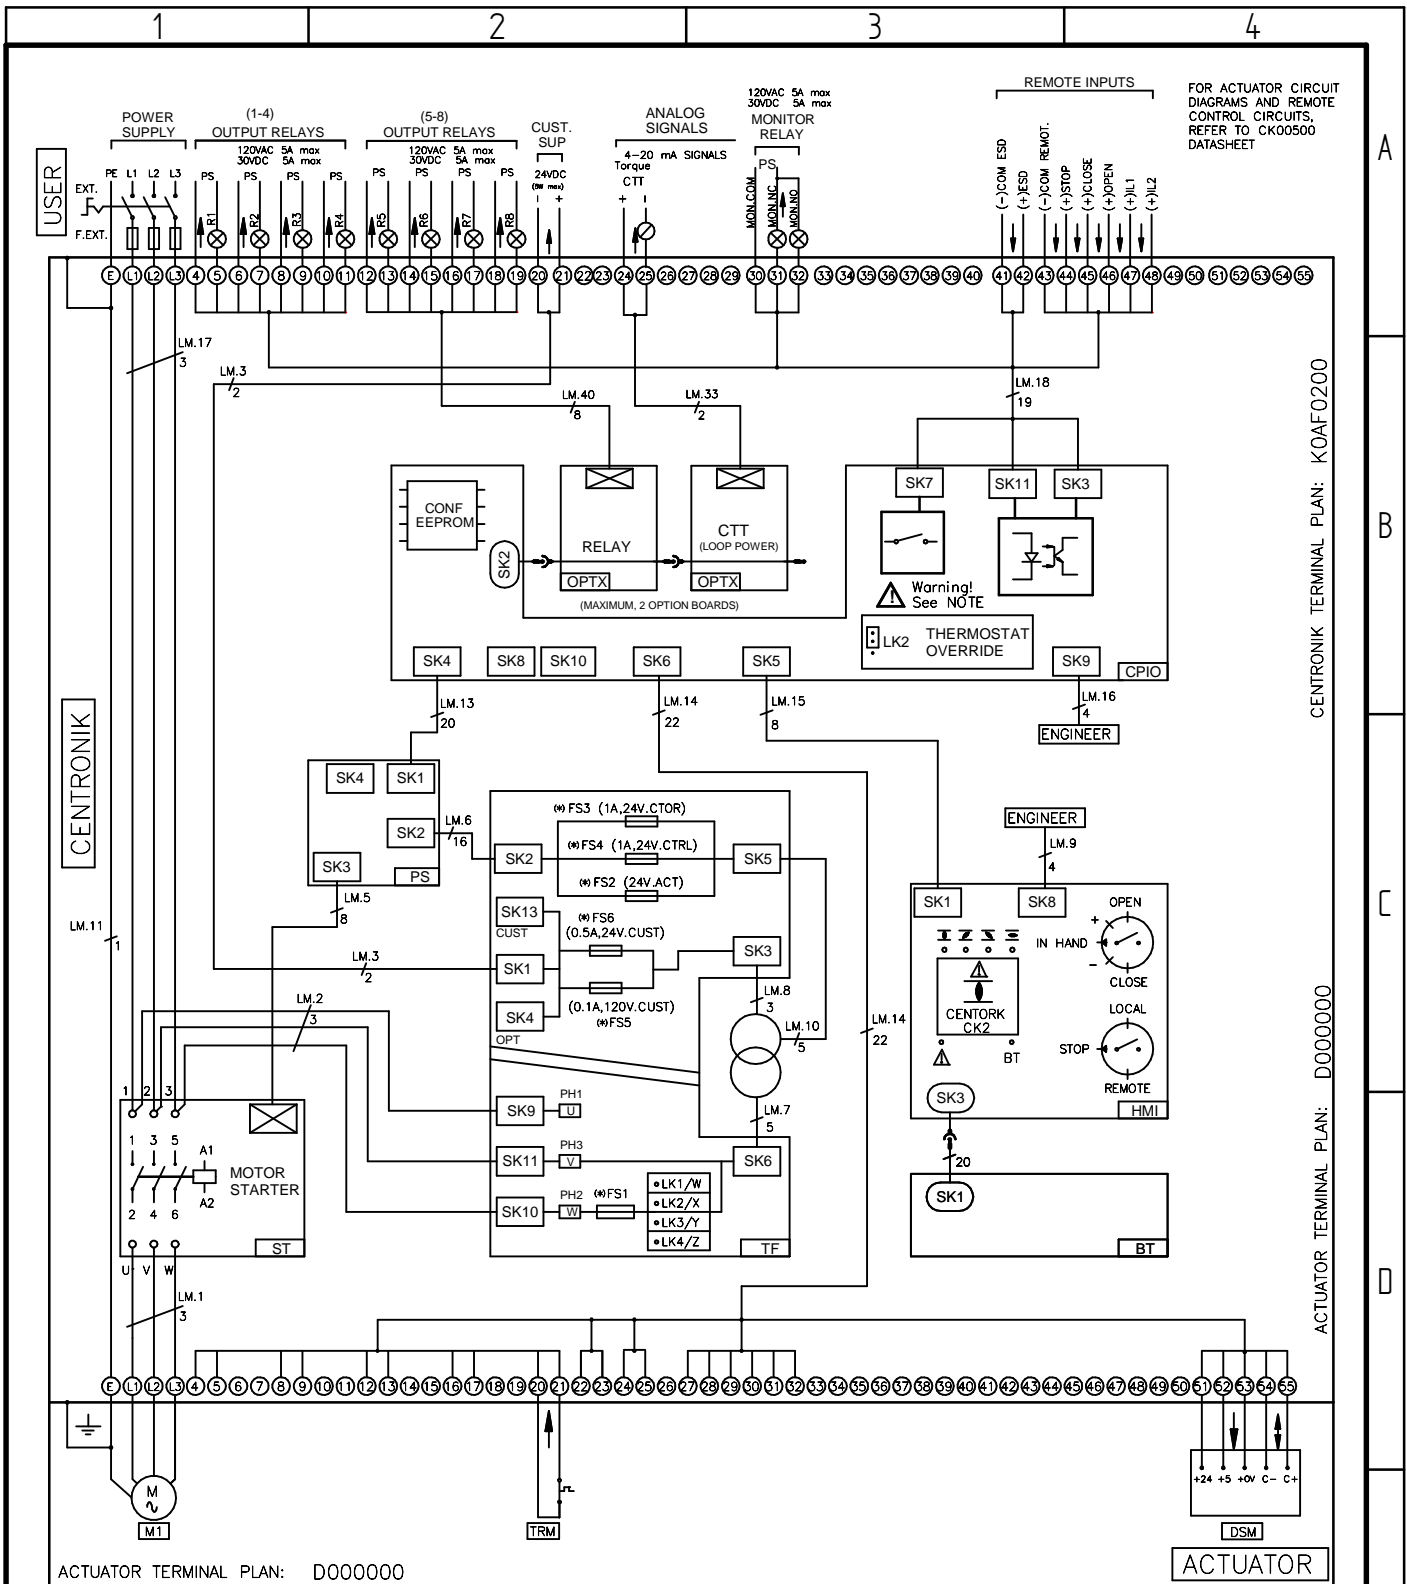 1 2 3 4
A
B
C
D
USER
CENTRONIK
POWER
SUPPLY
PE L1 L2 L3
EXT.
F.EXT.
(1-4)
OUTPUT RELAYS
120VAC 5A max
30VDC 5A max
PS PS PS PS
R1 R2 R3 R4
(5-8)
OUTPUT RELAYS
120VAC 5A max
30VDC 5A max
PS PS PS PS
R5 R6 R7 R8
CUST.
SUP
24VDC
(5W max)
- +
ANALOG
SIGNALS
4-20 mA SIGNALS
Torque
CTT
+ -
120VAC 5A max
30VDC 5A max
MONITOR
RELAY
PS
MON.COM
MON.NC
MON.NO
REMOTE INPUTS
(-)COM ESD
(+)ESD
(-)COM REMOT.
(+)STOP
(+)CLOSE
(+)OPEN
(+)IL1
(+)IL2
FOR ACTUATOR CIRCUIT
DIAGRAMS AND REMOTE
CONTROL CIRCUITS,
REFER TO CK00500
DATASHEET
E L1 L2 L3 4 5 6 7 8 9 10 11 12 13 14 15 16 17 18 19 20 21 22 23 24 25 26 27 28 29 30 31 32 33 34 35 36 37 38 39 40 41 42 43 44 45 46 47 48 49 50 51 52 53 54 55
LM.17
3
LM.3
2
LM.40
8
LM.33
2
LM.18
19
CENTRONIK TERMINAL PLAN: K0AF0200
CONF
EEPROM
SK2
RELAY
OPTX
CTT
(LOOP POWER)
OPTX
(MAXIMUM, 2 OPTION BOARDS)
SK7
SK11
SK3
Warning!
See NOTE
LK2
THERMOSTAT
OVERRIDE
SK4
SK8
SK10
SK6
SK5
SK9
CPIO
LM.13
20
LM.14
22
LM.15
8
LM.16
4
ENGINEER
SK4
SK1
SK2
SK3
PS
LM.6
16
LM.5
8
LM.11
1
LM.3
2
LM.2
3
(*)FS3 (1A,24V.CTOR)
(*)FS4 (1A,24V.CTRL)
(*)FS2 (24V.ACT)
SK2
SK5
SK13
CUST
(*)FS6
(0.5A,24V.CUST)
SK1
SK3
SK4
OPT
(0.1A,120V.CUST)
(*)FS5
LM.8
3
LM.10
5
LM.7
5
SK9
PH1
U
SK11
PH3
V
SK6
SK10
PH2
W
(*)FS1
LK1/W
LK2/X
LK3/Y
LK4/Z
TF
LM.14
22
ENGINEER
LM.9
4
SK1
SK8
OPEN
+
IN HAND
-
CLOSE
LOCAL
STOP
REMOTE
CENTORK
CK2
BT
SK3
HMI
20
SK1
BT
1 2 3
1 3 5
A1
A2
2 4 6
MOTOR
STARTER
ST
U V W
LM.1
3
ACTUATOR TERMINAL PLAN: D000000
E L1 L2 L3 4 5 6 7 8 9 10 11 12 13 14 15 16 17 18 19 20 21 22 23 24 25 26 27 28 29 30 31 32 33 34 35 36 37 38 39 40 41 42 43 44 45 46 47 48 49 50 51 52 53 54 55
M
M1
TRM
+24 +5 +0V C- C+
DSM
ACTUATOR TERMINAL PLAN: D000000
ACTUATOR